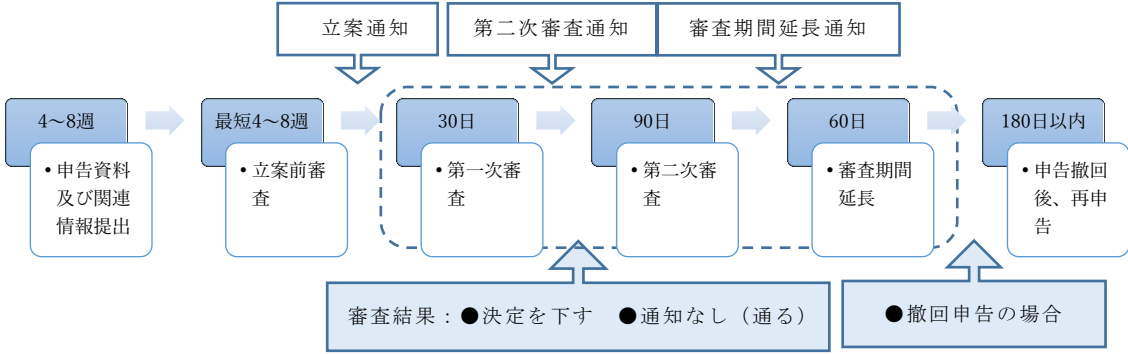 立案通知
第二次審査通知
審査期間延長通知
4～8週
・申告資料
及び関連
情報提出
最短4～8週
・立案前審
査
30日
・第一次審
査
90日
・第二次審
査
60日
・審査期間
延長
180日以内
・申告撤回
後、再申
告
審査結果：●決定を下す　●通知なし（通る）
●撤回申告の場合